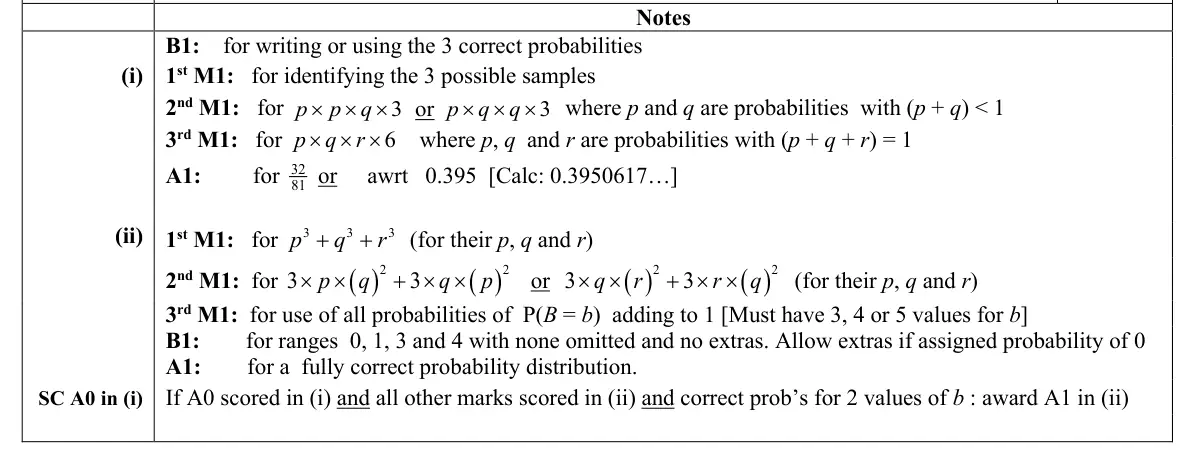 Notes
B1: for writing or using the 3 correct probabilities
(i) 1st M1: for identifying the 3 possible samples
2nd M1: for p × p × q × 3 or p × q × q × 3 where p and q are probabilities with (p + q) < 1
3rd M1: for p × q × r × 6 where p, q and r are probabilities with (p + q + r) = 1
A1: for 32/81 or awrt 0.395 [Calc: 0.3950617…]
(ii) 1st M1: for p³ + q³ + r³ (for their p, q and r)
2nd M1: for 3 × p × (q)² + 3 × q × (p)² or 3 × q × (r)² + 3 × r × (q)² (for their p, q and r)
3rd M1: for use of all probabilities of P(B = b) adding to 1 [Must have 3, 4 or 5 values for b]
B1: for ranges 0, 1, 3 and 4 with none omitted and no extras. Allow extras if assigned probability of 0
A1: for a fully correct probability distribution.
SC A0 in (i) If A0 scored in (i) and all other marks scored in (ii) and correct prob’s for 2 values of b : award A1 in (ii)